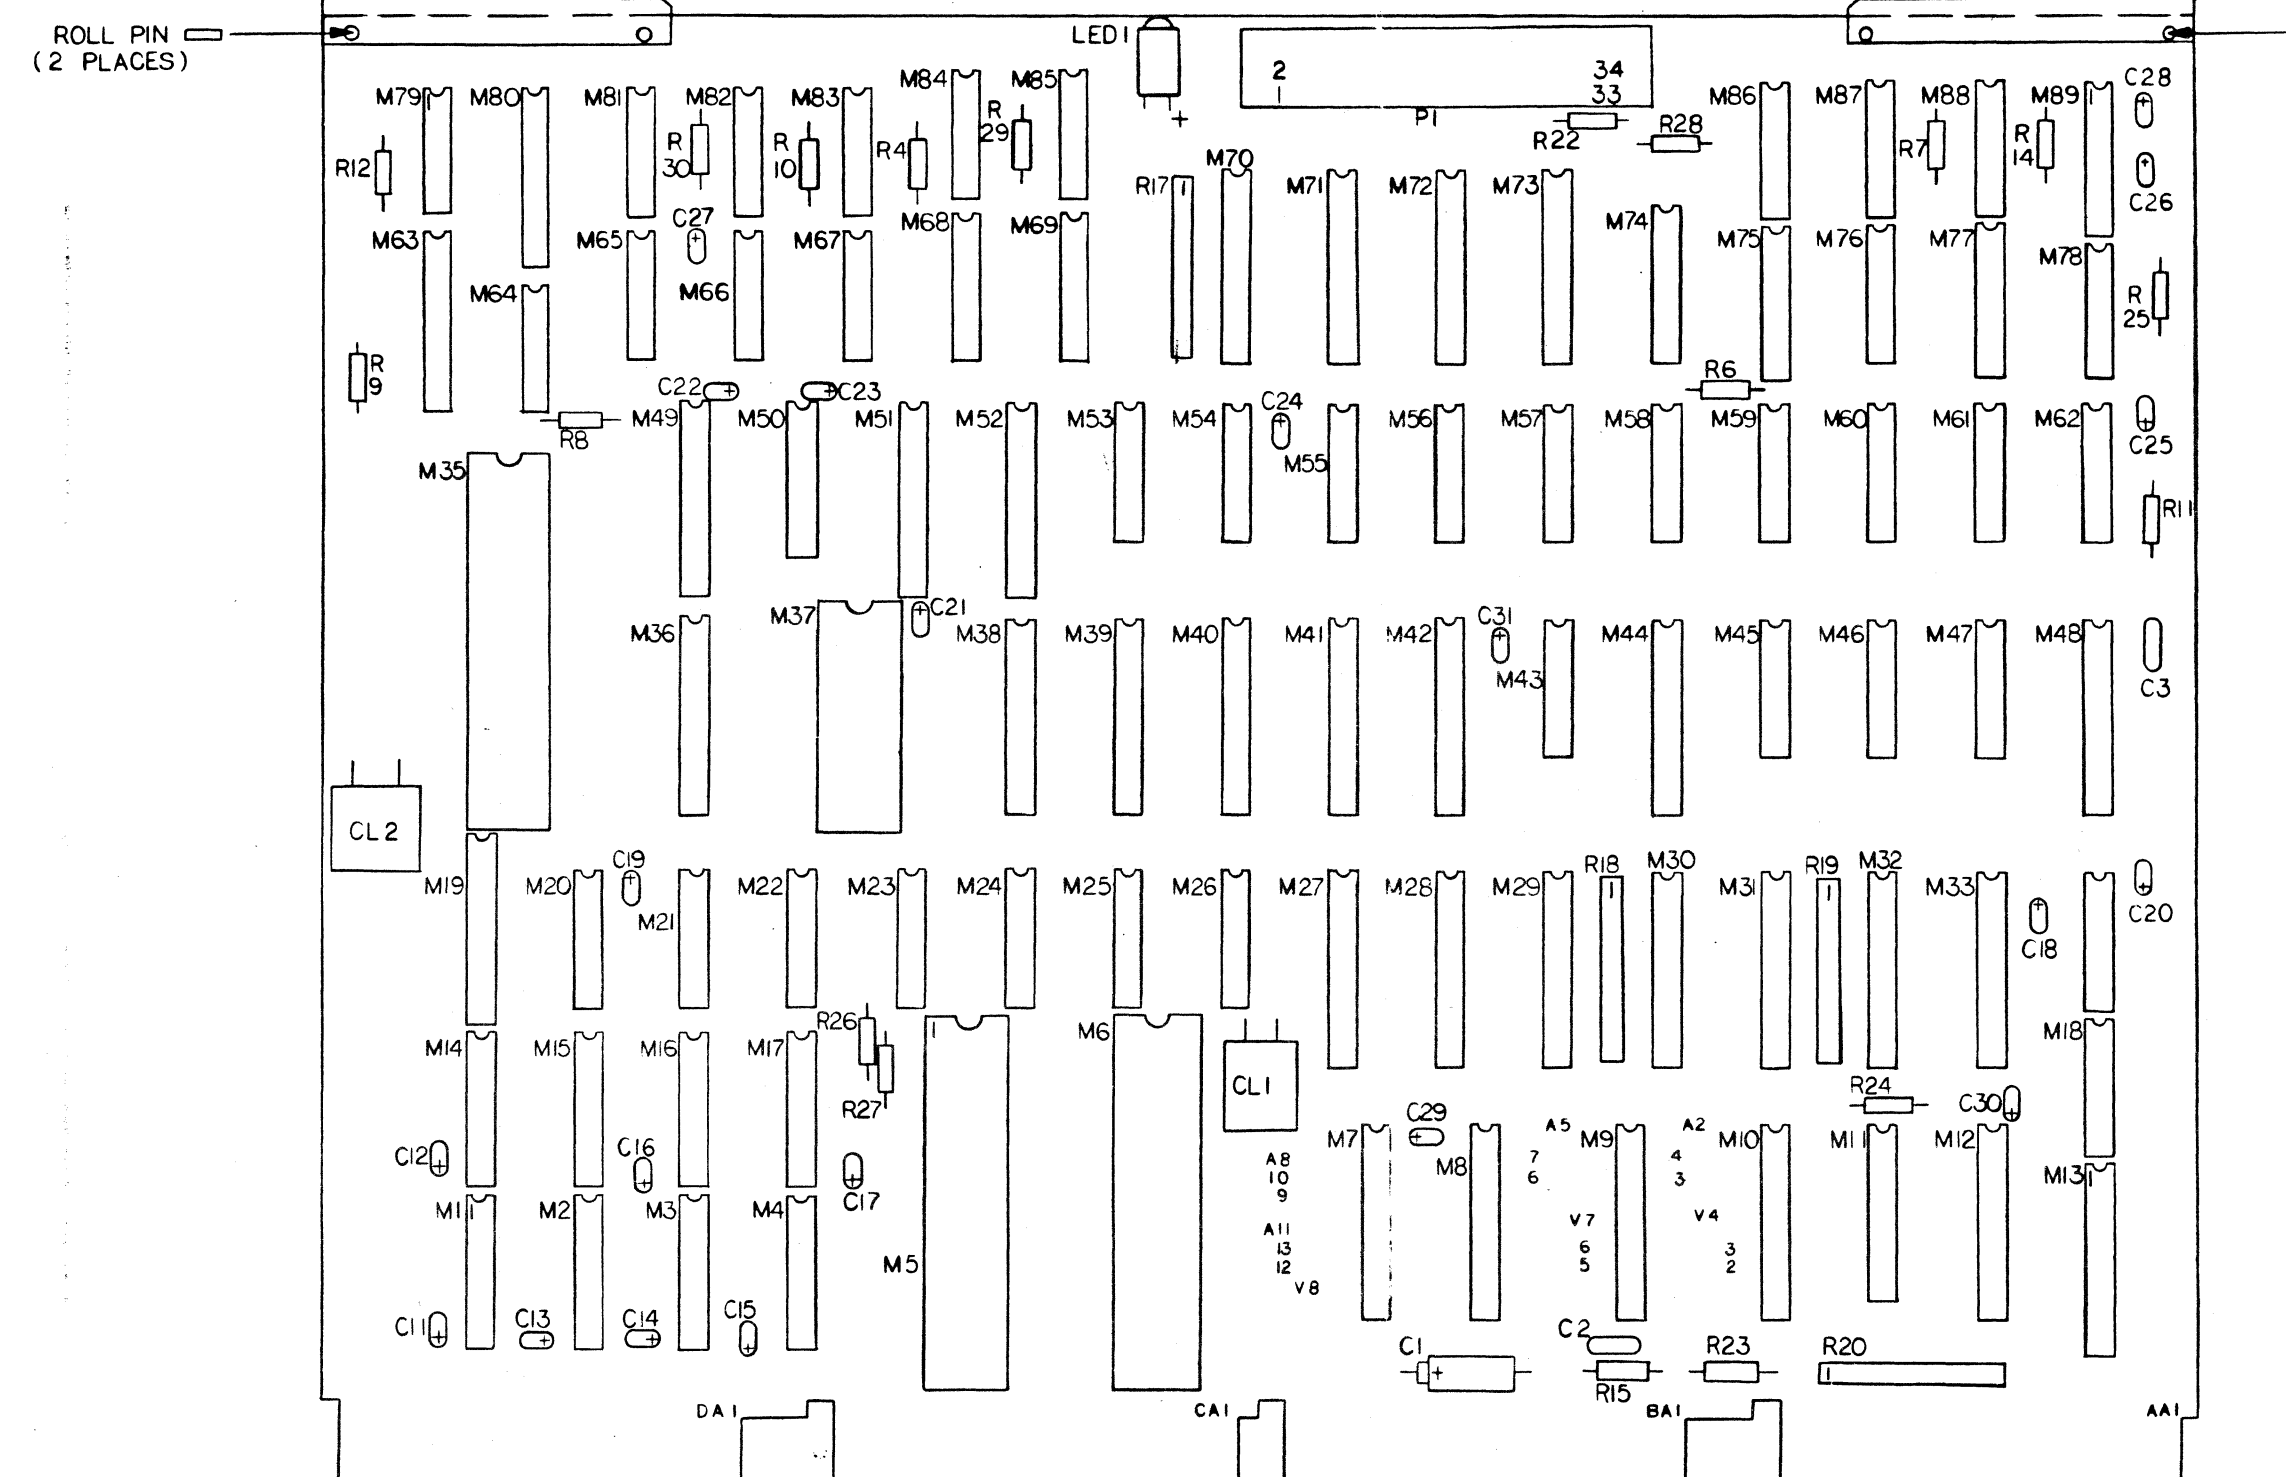 ROLL PIN
(2 PLACES)
LED1
+
2 34
1 33
P1
M79 M80 M81 M82 M83 M84 M85
M86 M87 M88 M89 C28
R12 R 30 R 10 R4 R 29
R22 R28 R7 R 14 C26
R17 M70 M71 M72 M73 M74
M63 M64 M65 C27 M66 M67 M68 M69
M75 M76 M77 M78 R 25
R 9 R8 C22 C23 R6
M35 M49 M50 M51 M52 M53 M54 C24 M55 M56 M57 M58 M59 M60 M61 M62 C25
R11
M36 M37 C21 M38 M39 M40 M41 M42 C31 M43 M44 M45 M46 M47 M48 C3
CL2
M19 M20 C19 M21 M22 M23 M24 M25 M26 M27 M28 M29 R18 M30 M31 R19 M32 M33 C18 C20
M14 M15 M16 M17 R26 R27 M6 CL1 R24 C30 M18
C12 C16 C17 M7 C29 M8 M9 M10 M11 M12 M13
A8
10
9
A11
13
12
V8
A5
7
6
V7
6
5
A2
4
3
V4
3
2
M1 M2 M3 M4 M5
C11 C13 C14 C15 C1 C2 R15 R23 R20
DA1 CA1 BA1 AA1